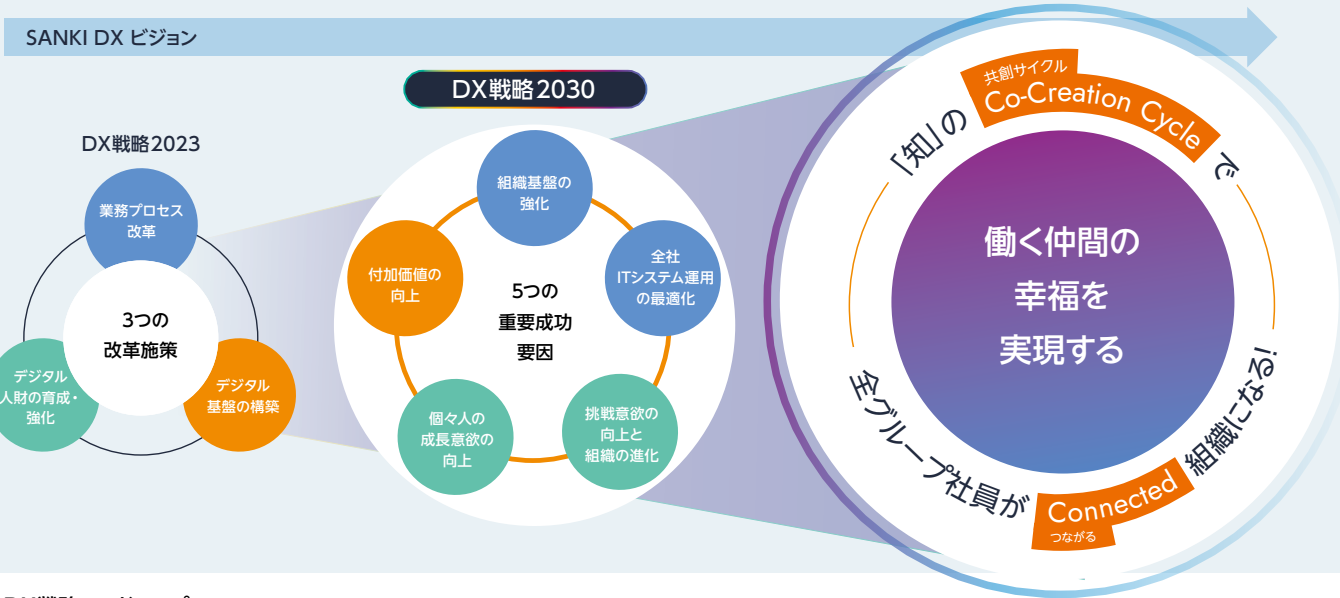 SANKI DX ビジョン
DX戦略2023
業務プロセス
改革
3つの
改革施策
デジタル
人財の育成・
強化
デジタル
基盤の構築
DX戦略2030
組織基盤の
強化
付加価値の
向上
全社
ITシステム運用
の最適化
5つの
重要成功
要因
個々人の
成長意欲の
向上
挑戦意欲の
向上と
組織の進化
「知」の
共創サイクル
Co-Creation Cycle
で
働く仲間の
幸福を
実現する
全グループ社員が
Connected
つながる
組織になる!